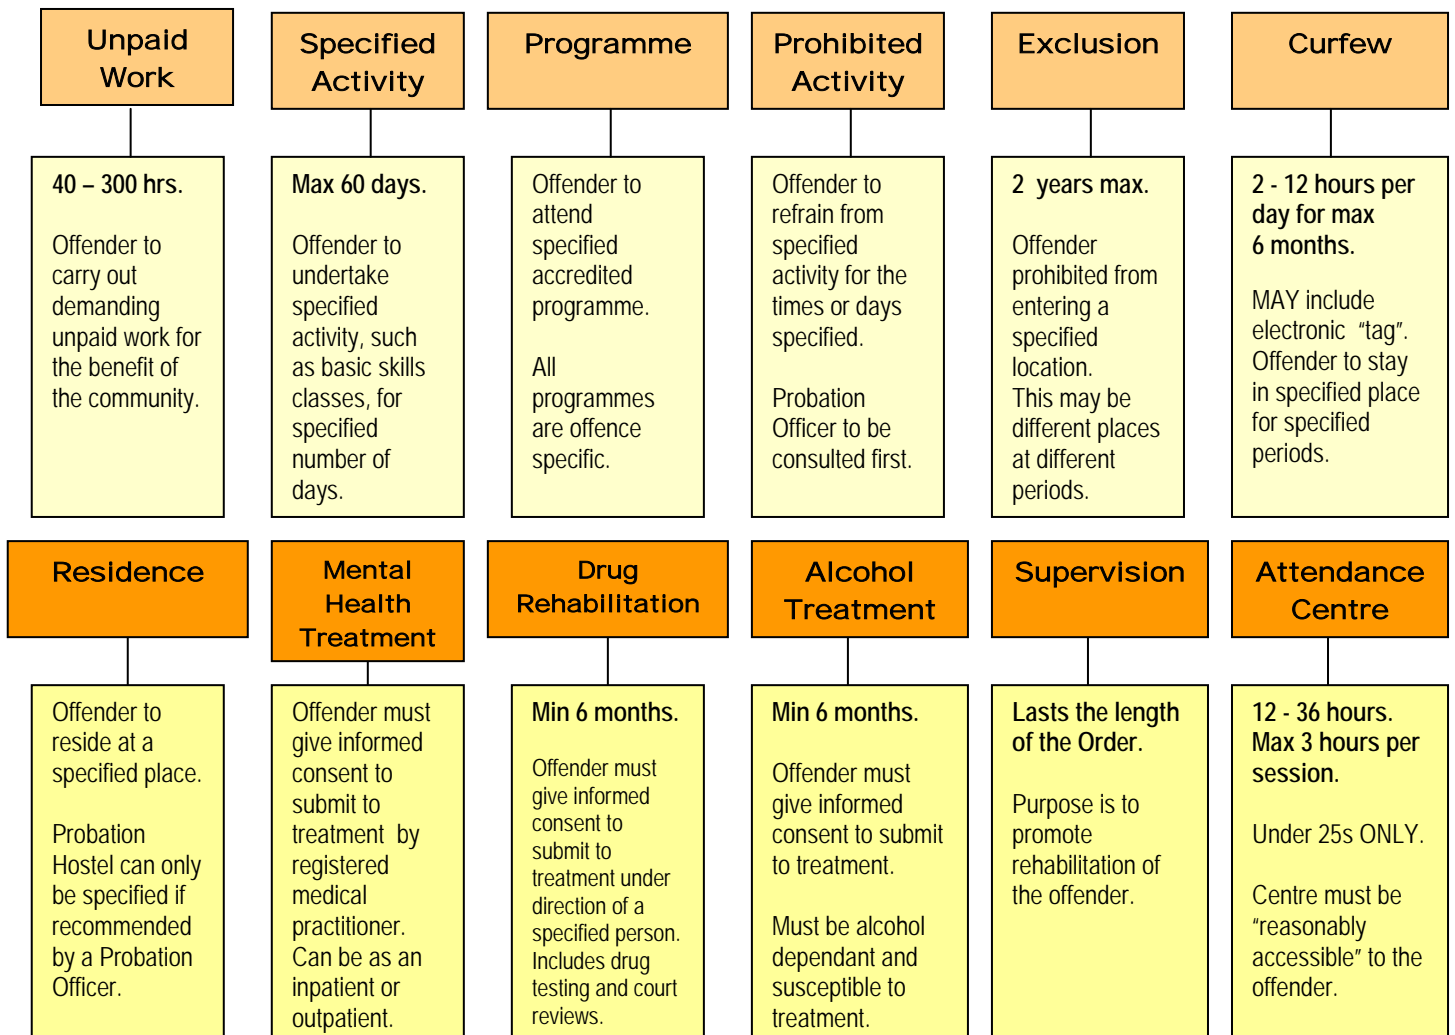 Unpaid
Work
Specified
Activity
Programme
Prohibited
Activity
Exclusion
Curfew
40 – 300 hrs.
Offender to
carry out
demanding
unpaid work for
the benefit of
the community.
Max 60 days.
Offender to
undertake
specified
activity, such
as basic skills
classes, for
specified
number of
days.
Offender to
attend
specified
accredited
programme.
All
programmes
are offence
specific.
Offender to
refrain from
specified
activity for the
times or days
specified.
Probation
Officer to be
consulted first.
2 years max.
Offender
prohibited from
entering a
specified
location.
This may be
different places
at different
periods.
2 - 12 hours per
day for max
6 months.
MAY include
electronic “tag”.
Offender to stay
in specified place
for specified
periods.
Residence
Mental
Health
Treatment
Drug
Rehabilitation
Alcohol
Treatment
Supervision
Attendance
Centre
Offender to
reside at a
specified place.
Probation
Hostel can only
be specified if
recommended
by a Probation
Officer.
Offender must
give informed
consent to
submit to
treatment by
registered
medical
practitioner.
Can be as an
inpatient or
outpatient.
Min 6 months.
Offender must
give informed
consent to
submit to
treatment under
direction of a
specified person.
Includes drug
testing and court
reviews.
Min 6 months.
Offender must
give informed
consent to submit
to treatment.
Must be alcohol
dependant and
susceptible to
treatment.
Lasts the length
of the Order.
Purpose is to
promote
rehabilitation of
the offender.
12 - 36 hours.
Max 3 hours per
session.
Under 25s ONLY.
Centre must be
“reasonably
accessible” to the
offender.